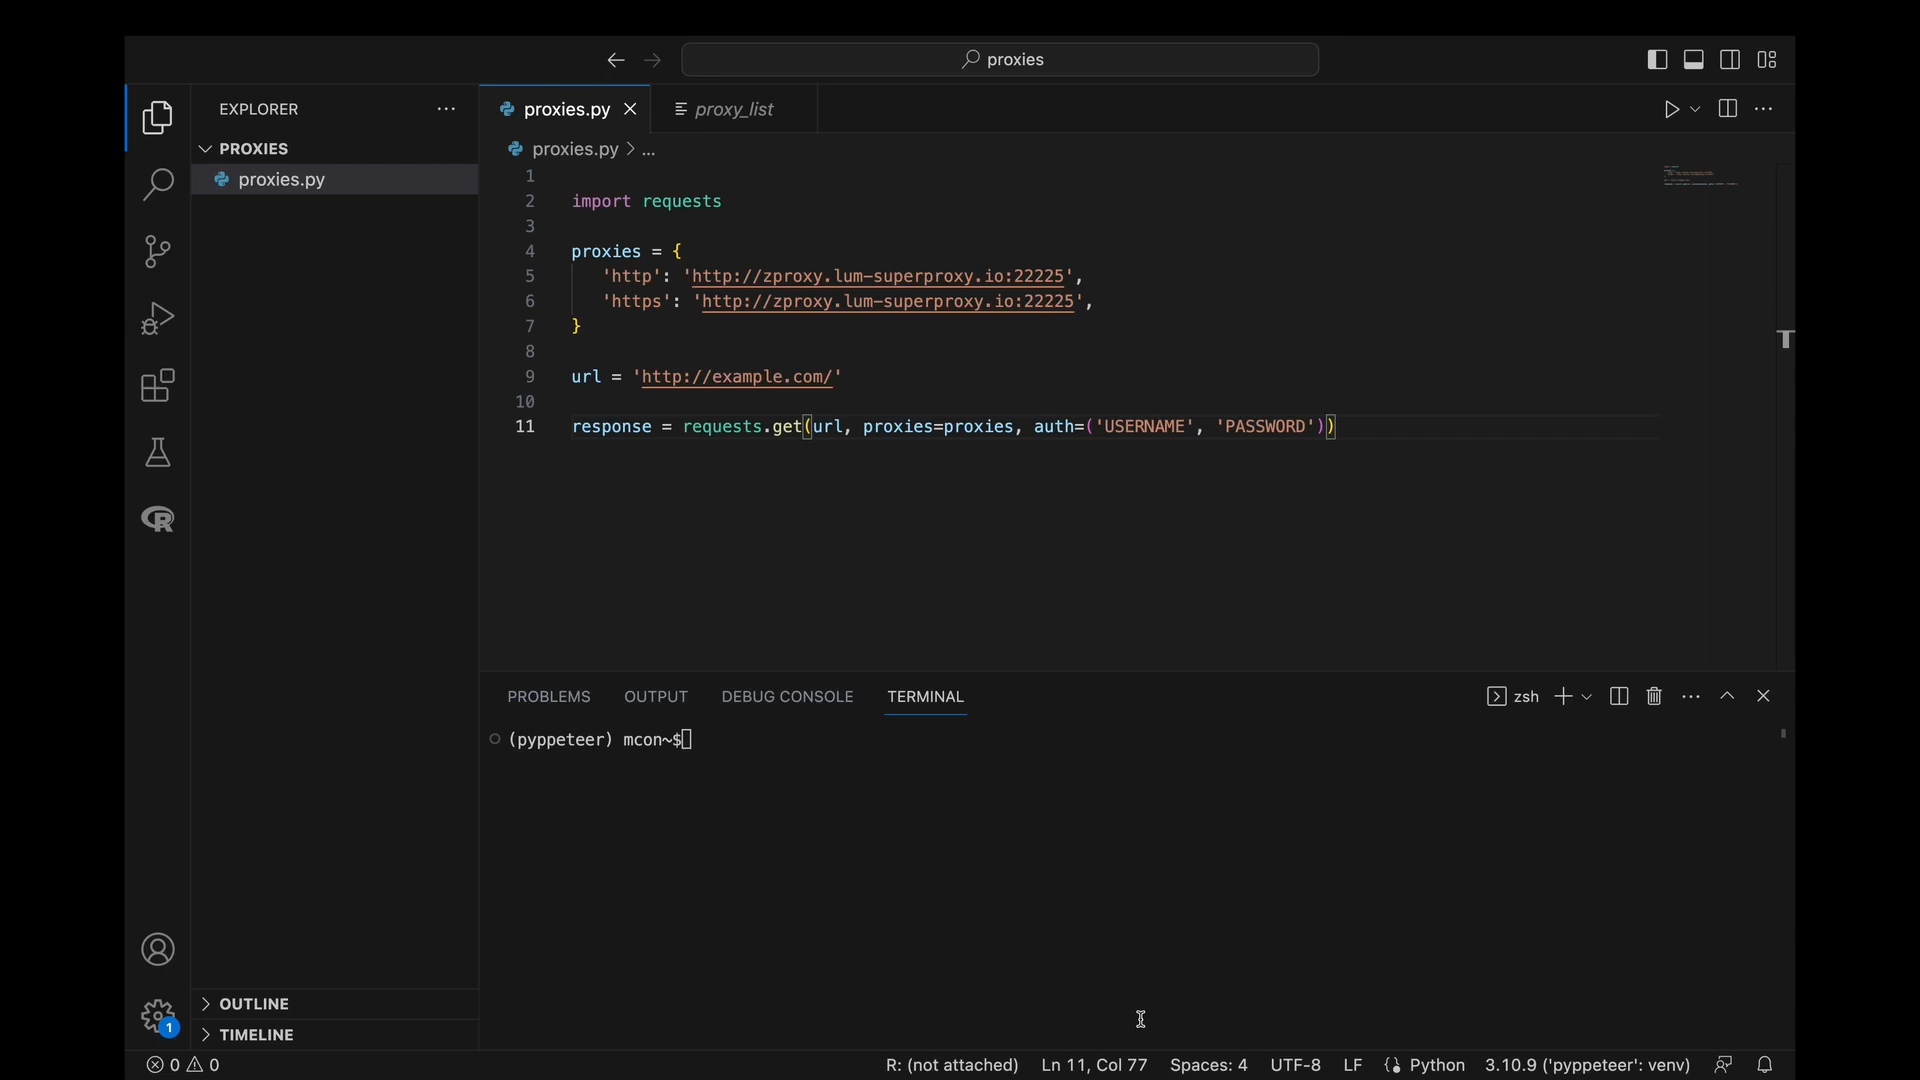 proxies
EXPLORER
proxies.py
proxy_list
PROXIES
proxies.py
proxies.py > ...
1
2 import requests
3
4 proxies = {
5 'http': 'http://zproxy.lum-superproxy.io:22225',
6 'https': 'http://zproxy.lum-superproxy.io:22225',
7 }
8
9 url = 'http://example.com/'
10
11 response = requests.get(url, proxies=proxies, auth=('USERNAME', 'PASSWORD'))
PROBLEMS OUTPUT DEBUG CONSOLE TERMINAL
zsh
(pyppeteer) mcon~$
OUTLINE
1
TIMELINE
0 0
R: (not attached) Ln 11, Col 77 Spaces: 4 UTF-8 LF Python 3.10.9 ('pyppeteer': venv)